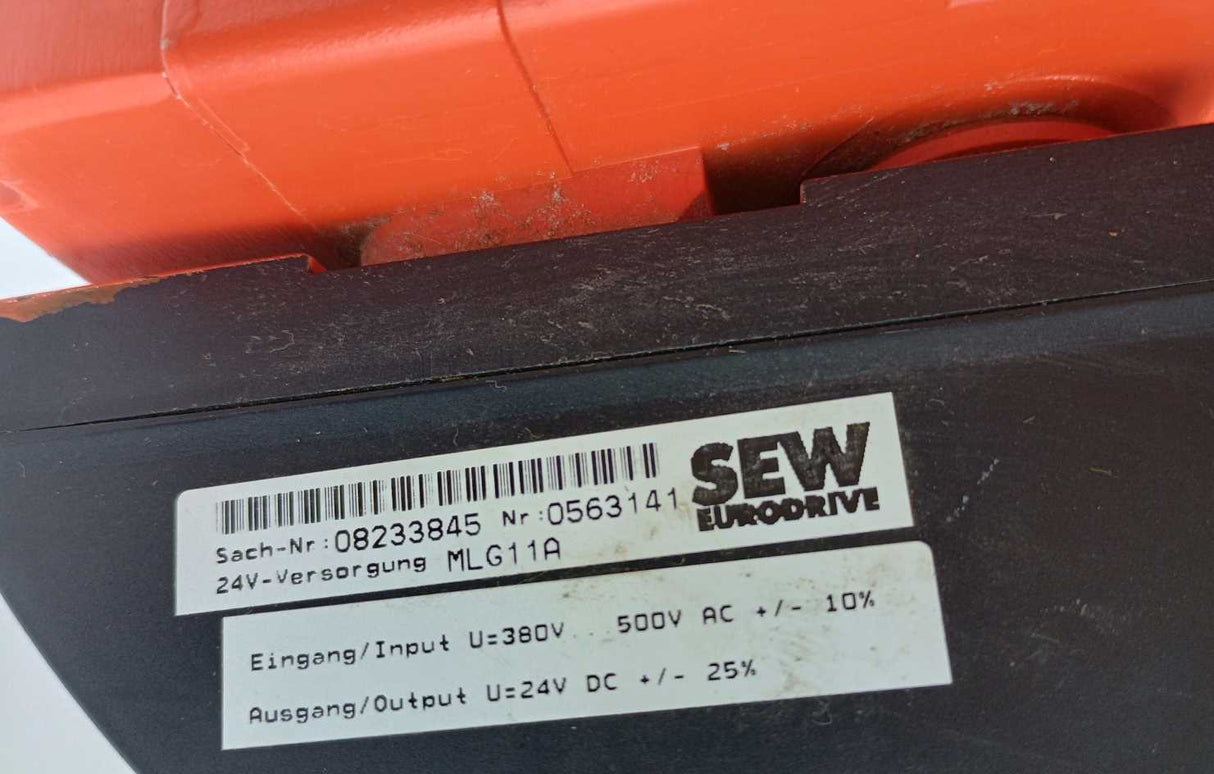 Sach-Nr:08233845 Nr:0563141
24V-Versorgung MLG11A
SEW
EURODRIVE
Eingang/Input U=380V...500V AC +/- 10%
Ausgang/Output U=24V DC +/- 25%